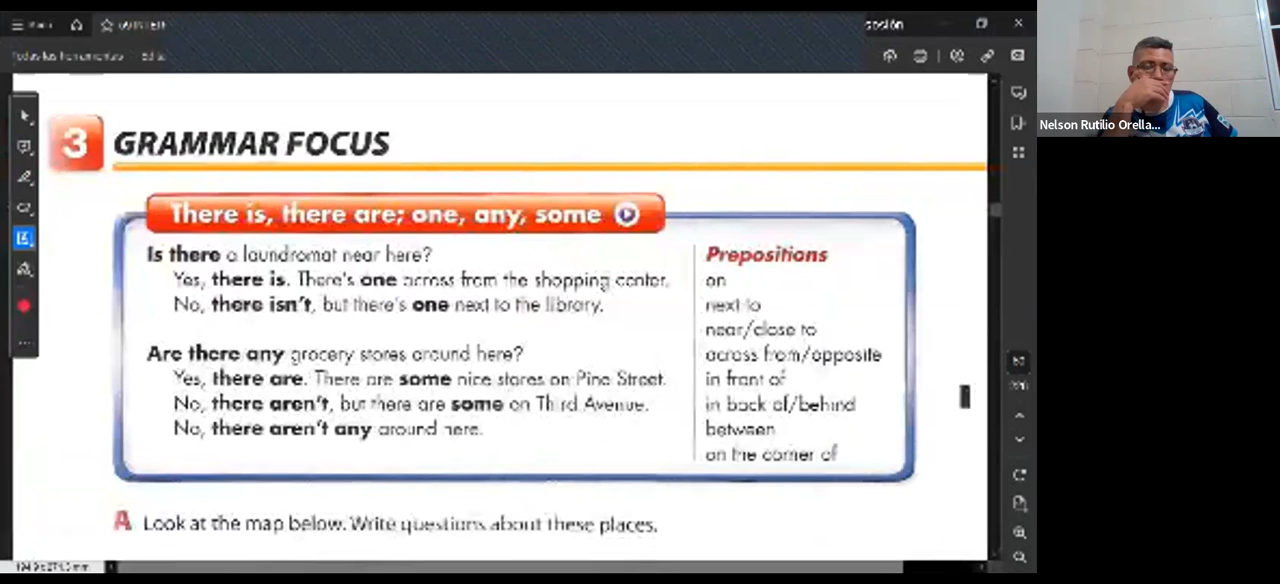 sesión
Todas las herramientas
3 GRAMMAR FOCUS
There is, there are; one, any, some
Is there a laundromat near here?
Yes, there is. There's one across from the shopping center.
No, there isn't, but there's one next to the library.
Are there any grocery stores around here?
Yes, there are. There are some nice stores on Pine Street.
No, there aren't, but there are some on Third Avenue.
No, there aren't any around here.
Prepositions
on
next to
near/close to
across from/opposite
in front of
in back of/behind
between
on the corner of
A Look at the map below. Write questions about these places.
Nelson Rutilio Orella...